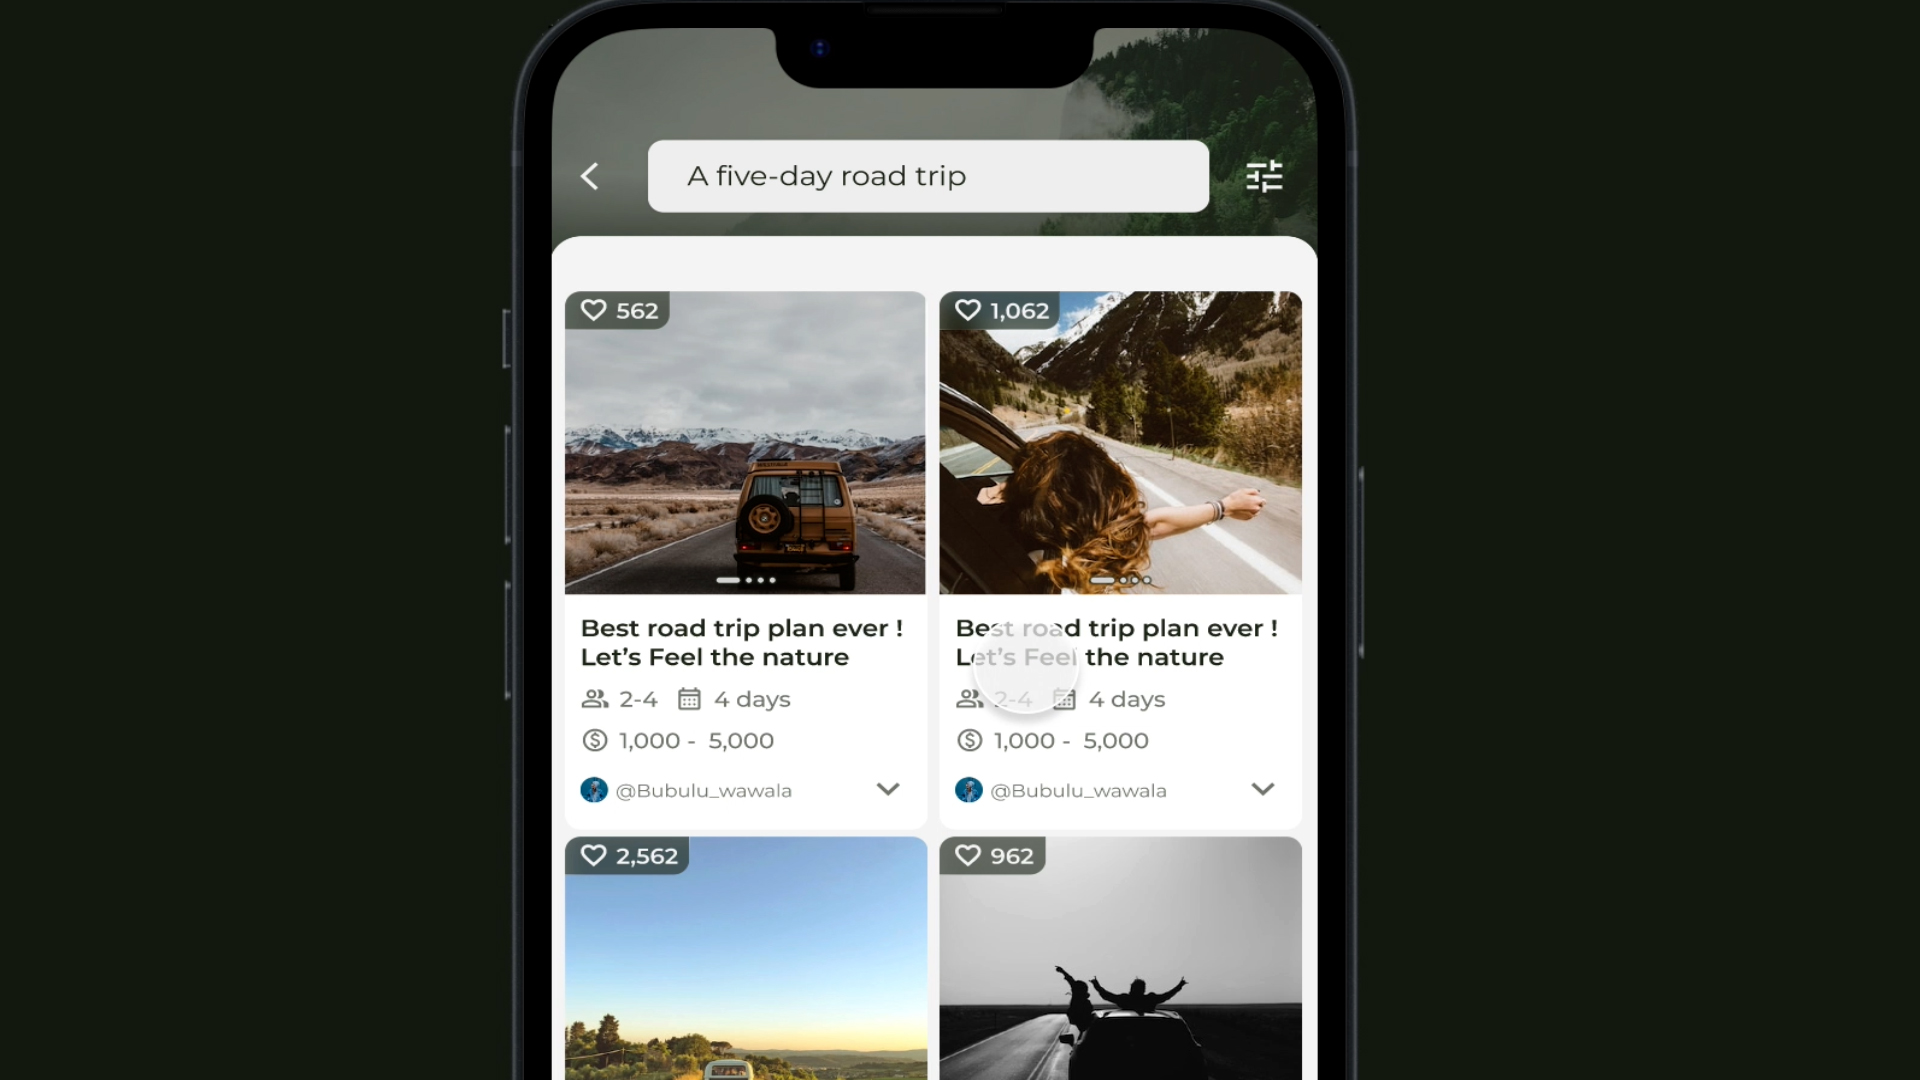 A five-day road trip
562
1,062
Best road trip plan ever !
Let's Feel the nature
2-4 4 days
1,000 - 5,000
@Bubulu_wawala
Best road trip plan ever !
Let's Feel the nature
2-4 4 days
1,000 - 5,000
@Bubulu_wawala
2,562
962